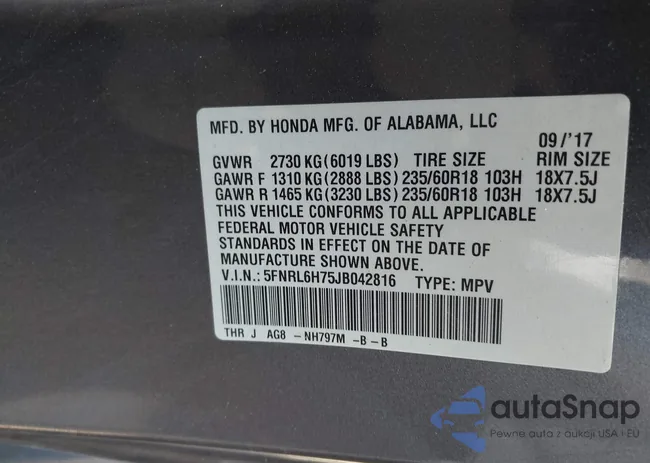 MFD. BY HONDA MFG. OF ALABAMA, LLC
09/'17
GVWR 2730 KG(6019 LBS) TIRE SIZE RIM SIZE
GAWR F 1310 KG(2888 LBS) 235/60R18 103H 18X7.5J
GAWR R 1465 KG(3230 LBS) 235/60R18 103H 18X7.5J
THIS VEHICLE CONFORMS TO ALL APPLICABLE
FEDERAL MOTOR VEHICLE SAFETY
STANDARDS IN EFFECT ON THE DATE OF
MANUFACTURE SHOWN ABOVE.
V.I.N.: 5FNRL6H75JB042816 TYPE: MPV
THR J AG8 -NH797M -B-B
autoSnap
Pewne auta z aukcji USA i EU